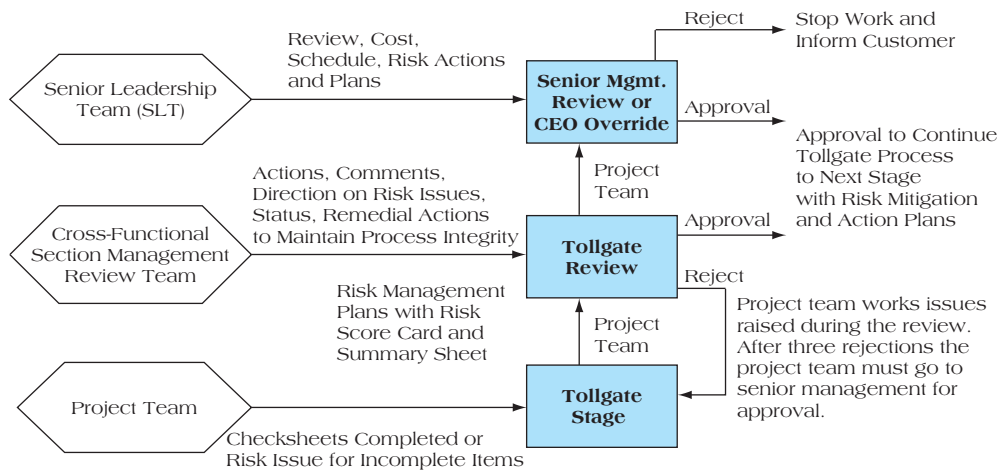 Reject
Stop Work and
Inform Customer
Review, Cost,
Schedule, Risk Actions
and Plans
Senior Leadership
Team (SLT)
Senior Mgmt.
Review or
CEO Override
Approval
Approval to Continue
Tollgate Process
to Next Stage
with Risk Mitigation
and Action Plans
Project
Team
Actions, Comments,
Direction on Risk Issues,
Status, Remedial Actions
to Maintain Process Integrity
Cross-Functional
Section Management
Review Team
Tollgate
Review
Approval
Reject
Project team works issues
raised during the review.
After three rejections the
project team must go to
senior management for
approval.
Risk Management
Plans with Risk
Score Card and
Summary Sheet
Project
Team
Project Team
Tollgate
Stage
Checksheets Completed or
Risk Issue for Incomplete Items